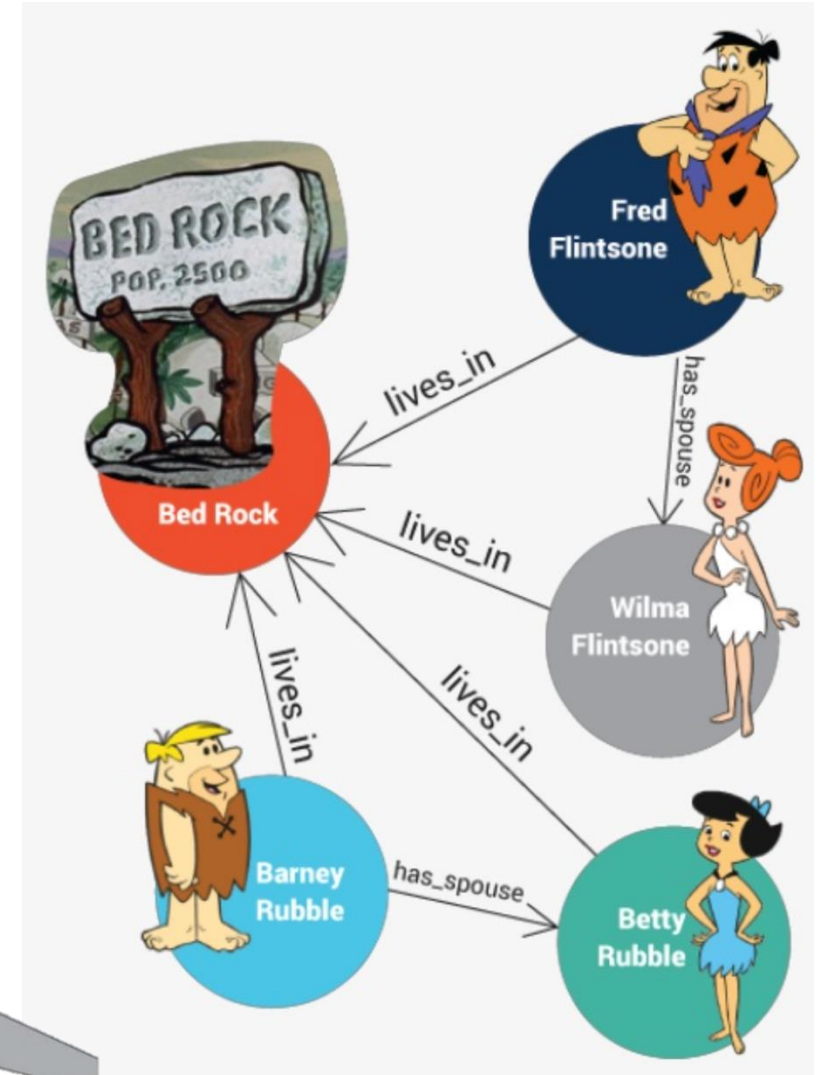 BED ROCK
POP. 2500
Bed Rock
Fred
Flintsone
lives_in
has_spouse
lives_in
Wilma
Flintsone
lives_in
lives_in
Barney
Rubble
has_spouse
Betty
Rubble